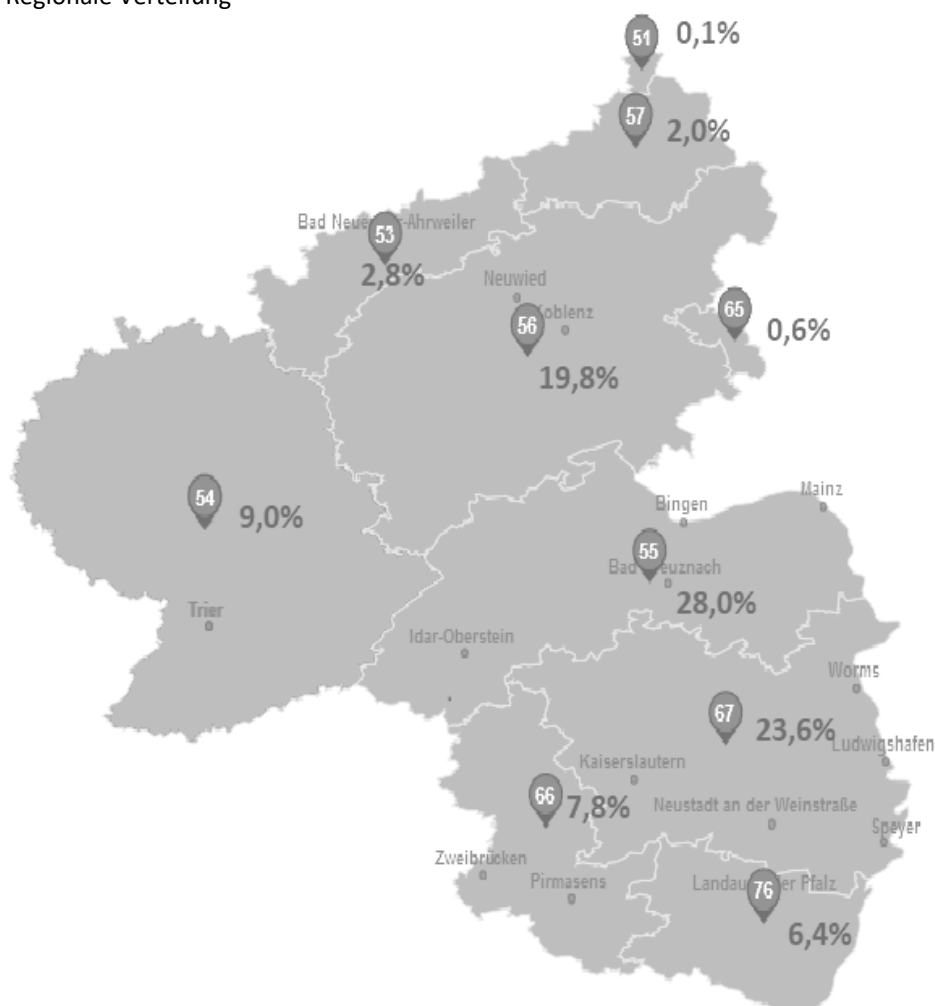 Regionale Verteilung
51 0,1%
57 2,0%
Bad Neuenahr-Ahrweiler
53
2,8%
Neuwied
65
Koblenz
56
0,6%
19,8%
54
9,0%
Mainz
Bingen
55
Bad Kreuznach
28,0%
Trier
Idar-Oberstein
Worms
67
23,6%
Ludwigshafen
Kaiserslautern
66
7,8%
Neustadt an der Weinstraße
Speyer
Zweibrücken
Pirmasens
Landau in der Pfalz
76
6,4%